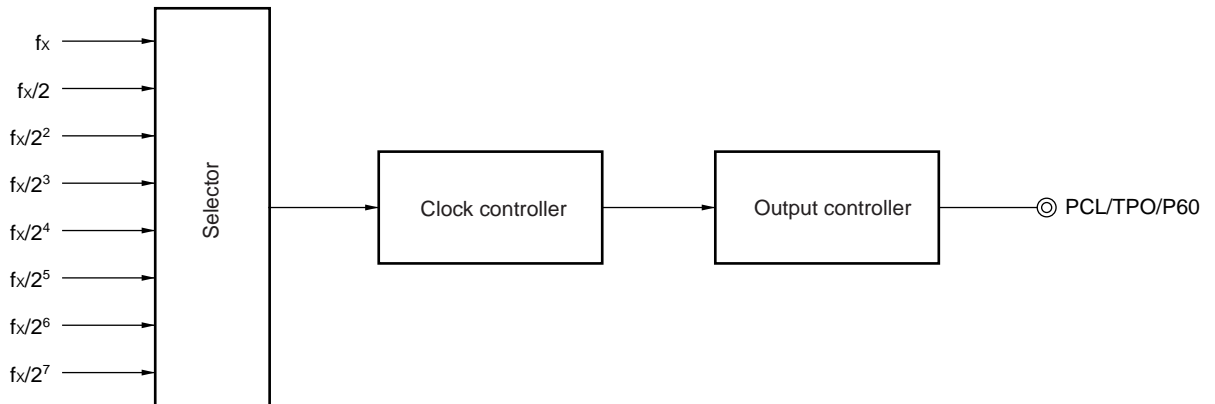 fX
fX/2
fX/2²
fX/2³
fX/2⁴
fX/2⁵
fX/2⁶
fX/2⁷
Selector
Clock controller
Output controller
PCL/TPO/P60